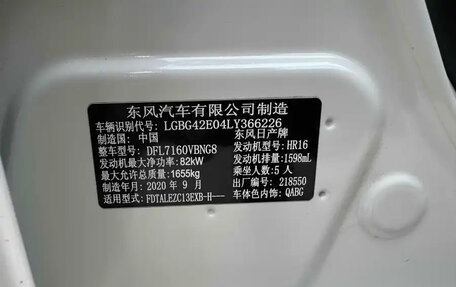 东风汽车有限公司制造
车辆识别代号: LGBG42E04LY366226
制造国: 中国 东风日产牌
整车型号: DFL7160VBNG8 发动机型号: HR16
发动机最大净功率: 82kW 发动机排量: 1598mL
最大允许总质量: 1655kg 乘坐人数: 5 人
制造年月: 2020 年 9 月 出厂编号: 218550
适用型式: FDTALEZC13EXB-H--- 车体色内饰: QABG